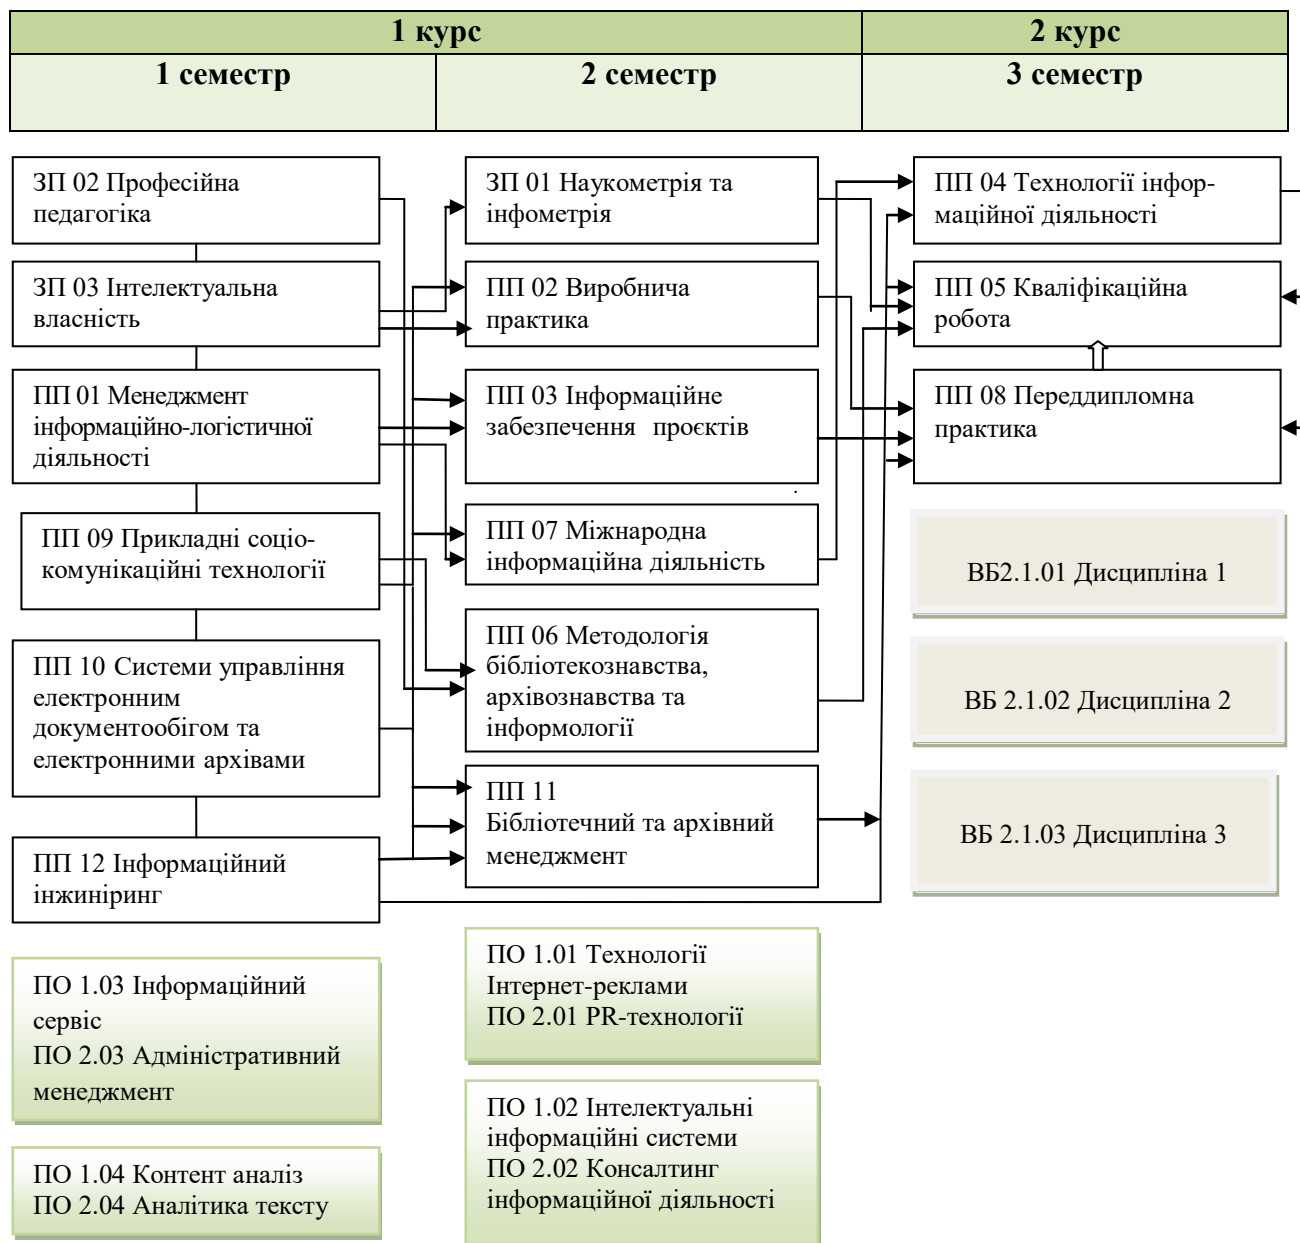 1 курс
2 курс
1 семестр
2 семестр
3 семестр
ЗП 02 Професійна
педагогіка
ЗП 03 Інтелектуальна
власність
ПП 01 Менеджмент
інформаційно-логістичної
діяльності
ПП 09 Прикладні соціо-
комунікаційні технології
ПП 10 Системи управління
електронним
документообігом та
електронними архівами
ПП 12 Інформаційний
інжиніринг
ПО 1.03 Інформаційний
сервіс
ПО 2.03 Адміністративний
менеджмент
ПО 1.04 Контент аналіз
ПО 2.04 Аналітика тексту
ЗП 01 Наукометрія та
інфометрія
ПП 02 Виробнича
практика
ПП 03 Інформаційне
забезпечення проєктів
.
ПП 07 Міжнародна
інформаційна діяльність
ПП 06 Методологія
бібліотекознавства,
архівознавства та
інформології
ПП 11
Бібліотечний та архівний
менеджмент
ПО 1.01 Технології
Інтернет-реклами
ПО 2.01 PR-технології
ПО 1.02 Інтелектуальні
інформаційні системи
ПО 2.02 Консалтинг
інформаційної діяльності
ПП 04 Технології інфор-
маційної діяльності
ПП 05 Кваліфікаційна
робота
ПП 08 Переддипломна
практика
ВБ2.1.01 Дисципліна 1
ВБ 2.1.02 Дисципліна 2
ВБ 2.1.03 Дисципліна 3